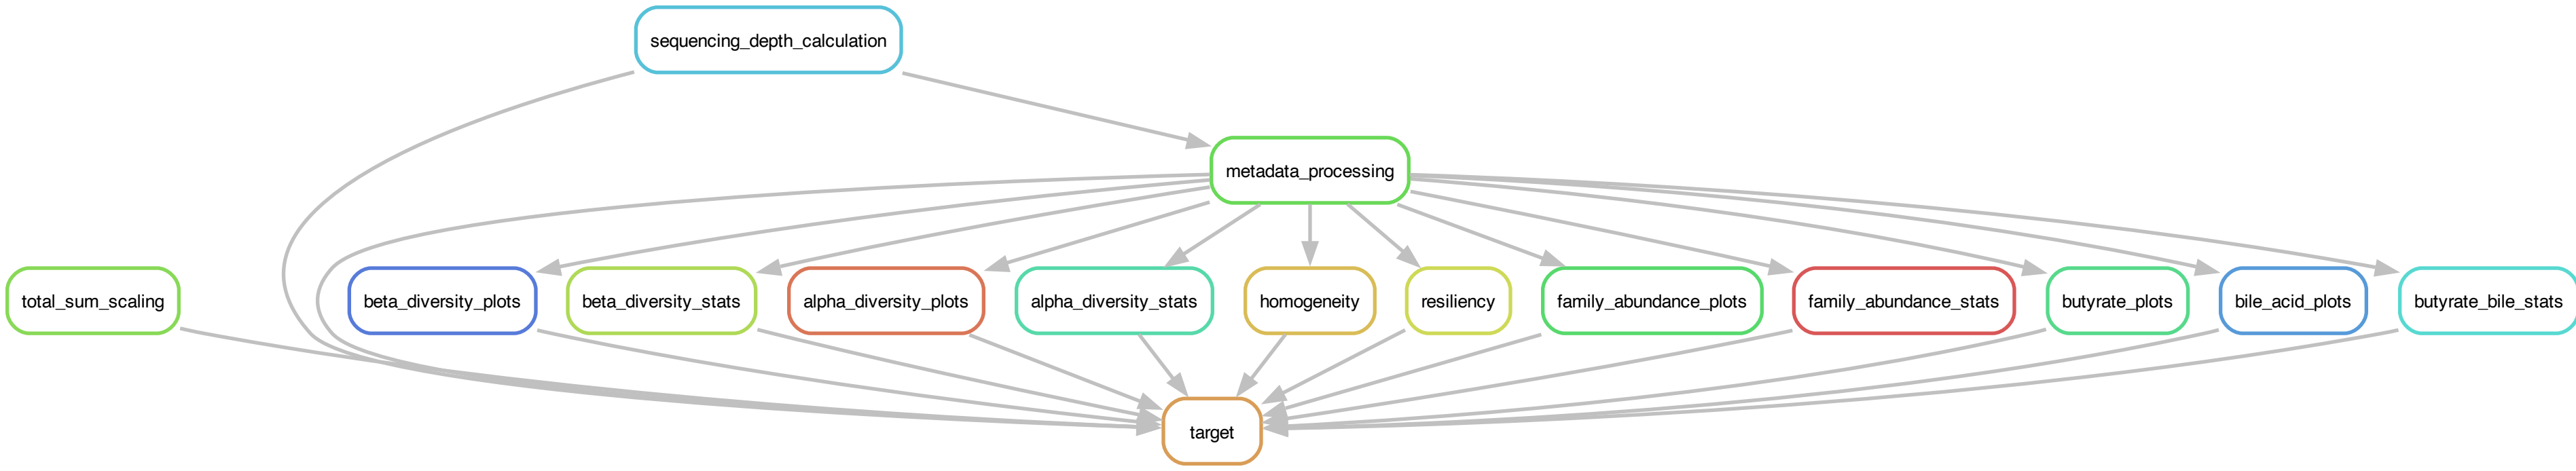 sequencing_depth_calculation
metadata_processing
total_sum_scaling
beta_diversity_plots
beta_diversity_stats
alpha_diversity_plots
alpha_diversity_stats
homogeneity
resiliency
family_abundance_plots
family_abundance_stats
butyrate_plots
bile_acid_plots
butyrate_bile_stats
target